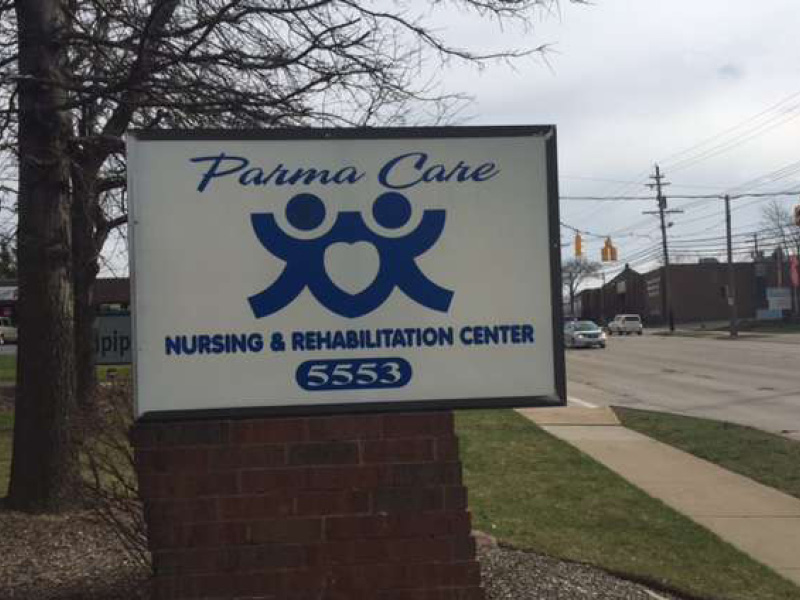 Parma Care
NURSING & REHABILITATION CENTER
5553